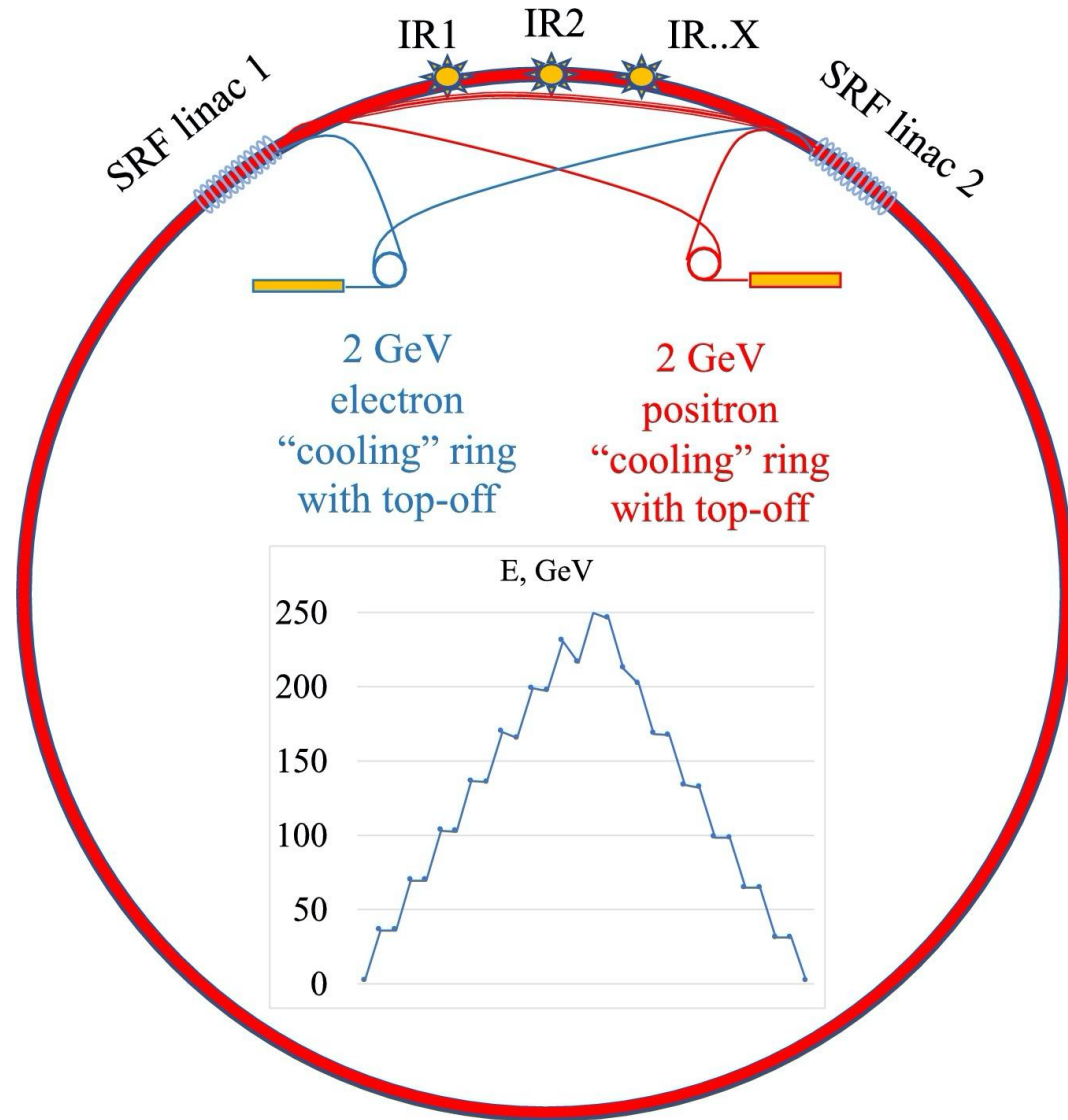 IR1
IR2
IR..X
SRF linac 1
SRF linac 2
2 GeV
electron
“cooling” ring
with top-off
2 GeV
positron
“cooling” ring
with top-off
E, GeV
250
200
150
100
50
0